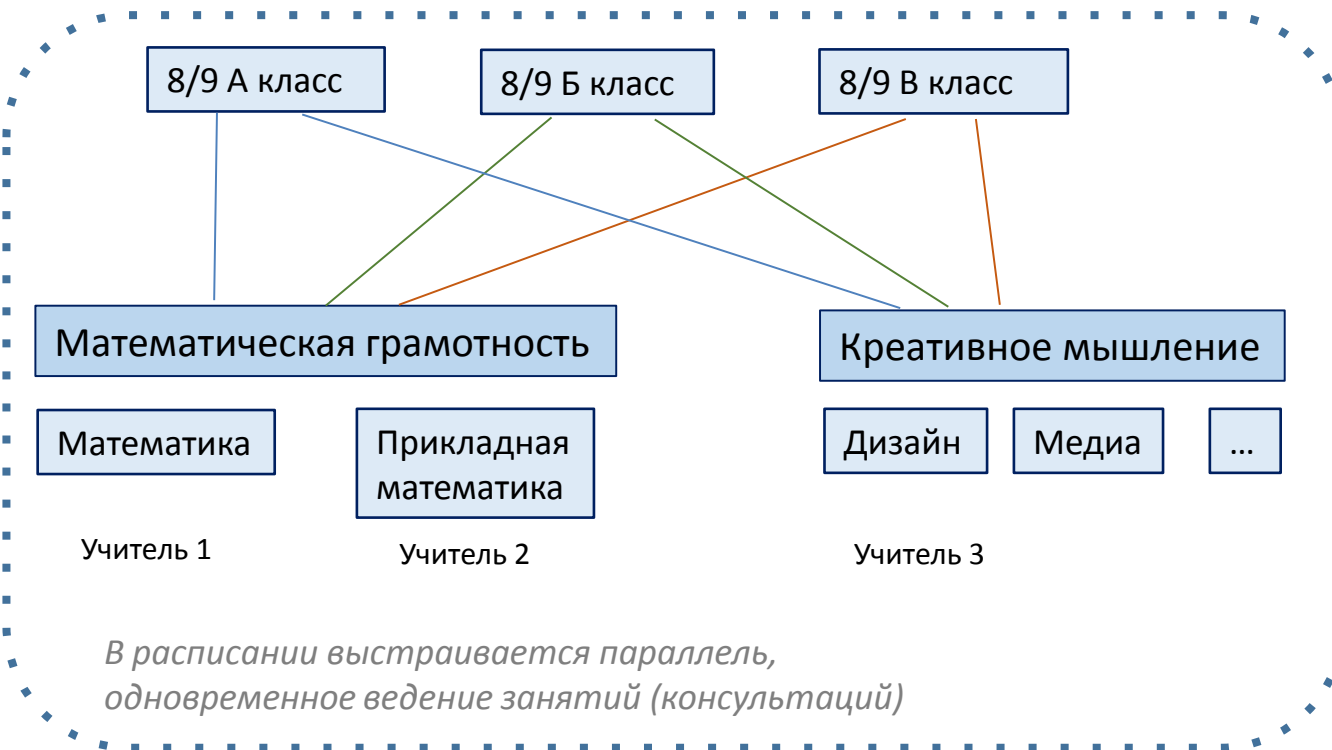 8/9 А класс
8/9 Б класс
8/9 В класс
Математическая грамотность
Креативное мышление
Математика
Прикладная
математика
Дизайн
Медиа
...
Учитель 1
Учитель 2
Учитель 3
В расписании выстраивается параллель,
одновременное ведение занятий (консультаций)